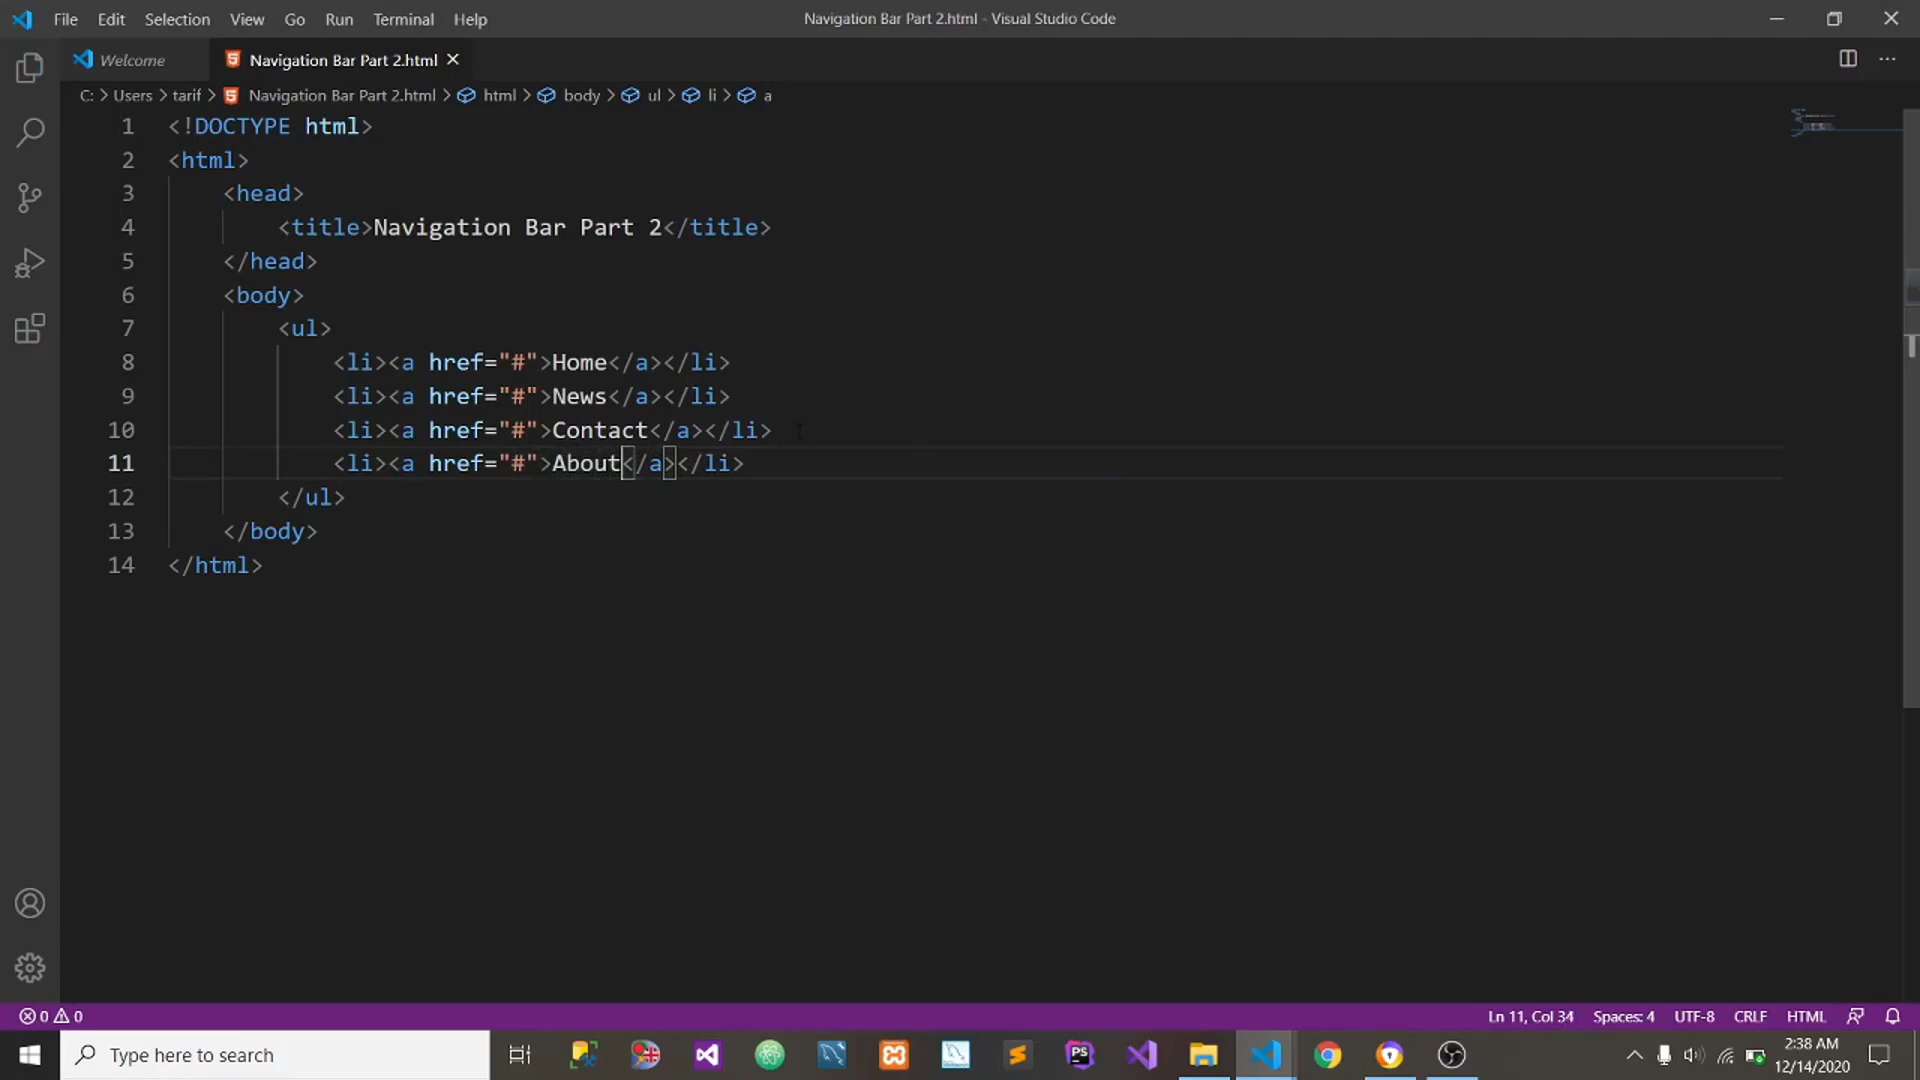 File Edit Selection View Go Run Terminal Help
Navigation Bar Part 2.html - Visual Studio Code
Welcome
Navigation Bar Part 2.html
C: > Users > tarif > Navigation Bar Part 2.html > html > body > ul > li > a
1 <!DOCTYPE html>
2 <html>
3 <head>
4 <title>Navigation Bar Part 2</title>
5 </head>
6 <body>
7 <ul>
8 <li><a href="#">Home</a></li>
9 <li><a href="#">News</a></li>
10 <li><a href="#">Contact</a></li>
11 <li><a href="#">About</a></li>
12 </ul>
13 </body>
14 </html>
0 0
Ln 11, Col 34 Spaces: 4 UTF-8 CRLF HTML
Type here to search
PS
2:38 AM
12/14/2020